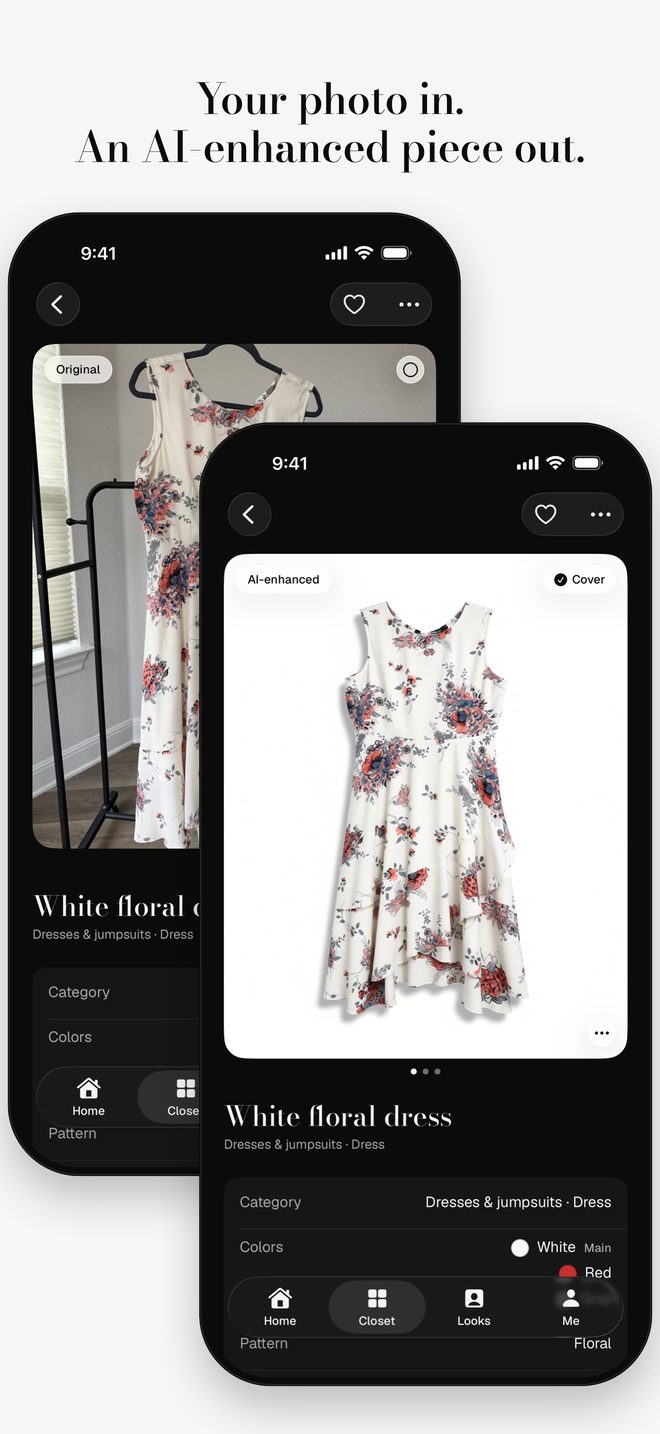 Your photo in.
An AI-enhanced piece out.
9:41
Original
White floral
Dresses & jumpsuits · Dress
Category
Colors
Home
Pattern
9:41
AI-enhanced
Cover
White floral dress
Dresses & jumpsuits · Dress
Category
Dresses & jumpsuits · Dress
Colors
White Main
Red
Home
Closet
Looks
Me
Pattern
Floral